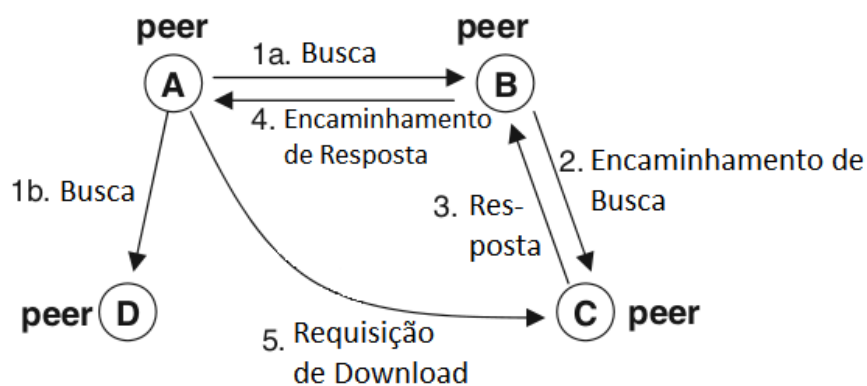 peer
peer
1a. Busca
A
B
4. Encaminhamento
de Resposta
2. Encaminhamento de
Busca
1b. Busca
3. Res-
posta
peer
D
C
peer
5. Requisição
de Download